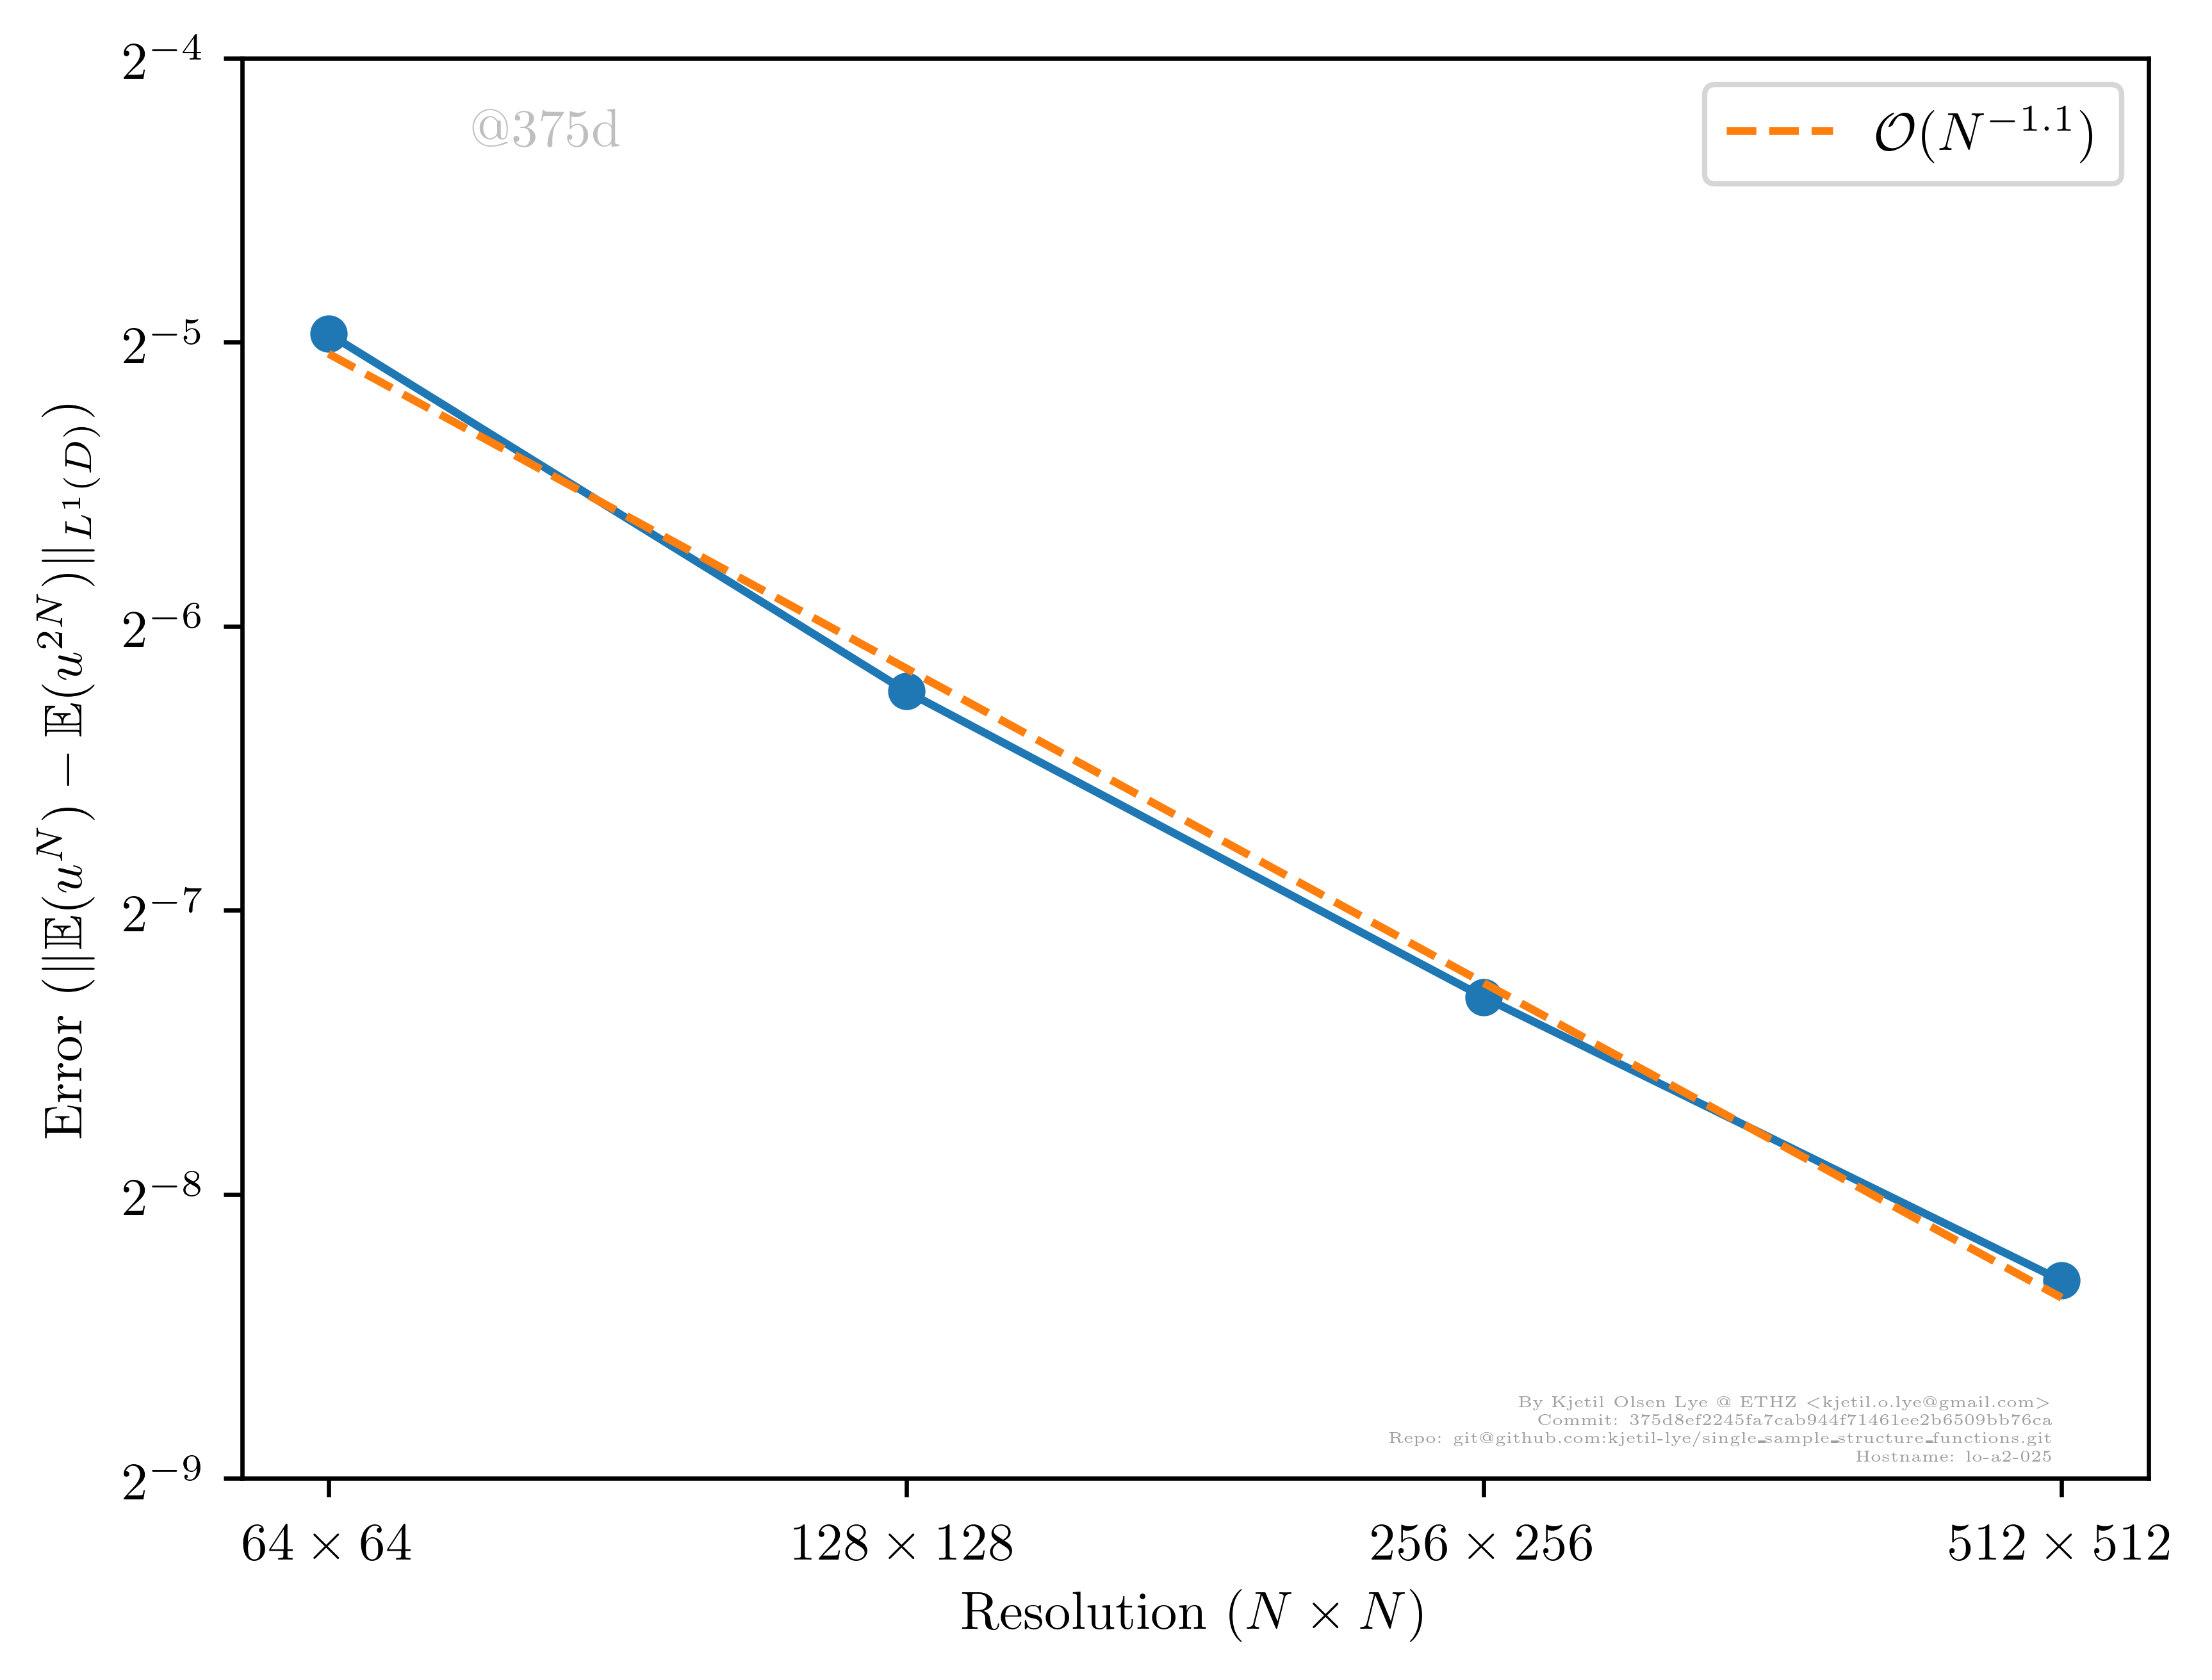 @375d
𝒪(N^{−1.1})
Error (||𝔼(u^N) − 𝔼(u^{2N})||_{L^1(D)})
2^{−4}
2^{−5}
2^{−6}
2^{−7}
2^{−8}
2^{−9}
By Kjetil Olsen Lye @ ETHZ <kjetil.o.lye@gmail.com>
Commit: 375d8ef2245fa7cab944f71461ee2b6509bb76ca
Repo: git@github.com:kjetil-lye/single_sample_structure_functions.git
Hostname: lo-a2-025
64 × 64 128 × 128 256 × 256 512 × 512
Resolution (N × N)